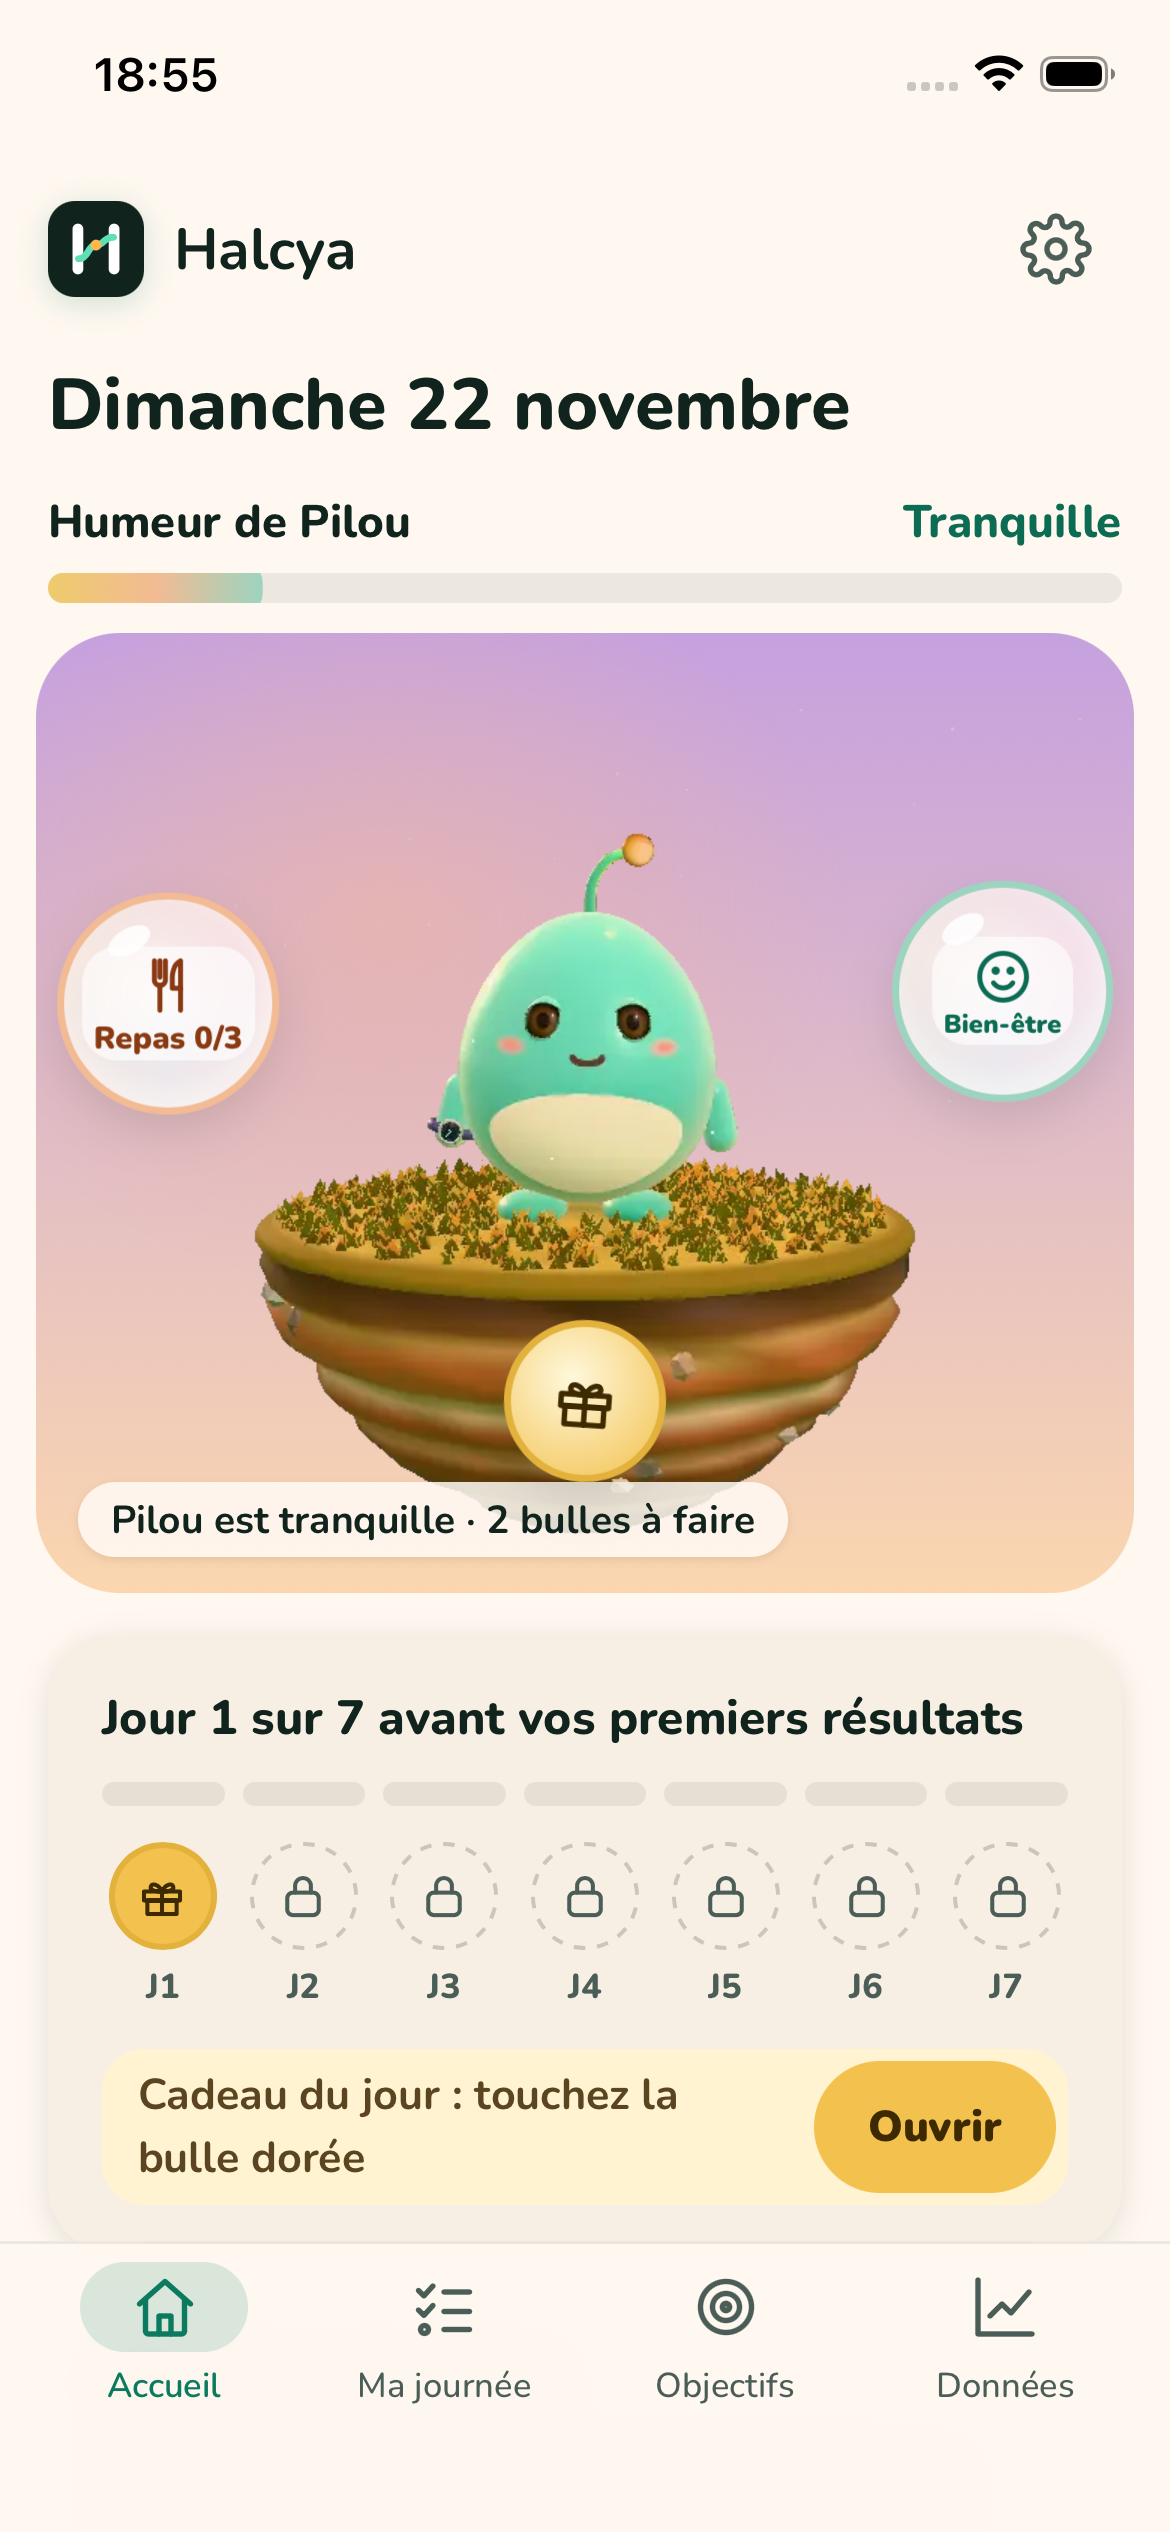 18:55
Halcya
Dimanche 22 novembre
Humeur de Pilou
Tranquille
Repas 0/3
Bien-être
Pilou est tranquille · 2 bulles à faire
Jour 1 sur 7 avant vos premiers résultats
J1
J2
J3
J4
J5
J6
J7
Cadeau du jour : touchez la
bulle dorée
Ouvrir
Accueil
Ma journée
Objectifs
Données